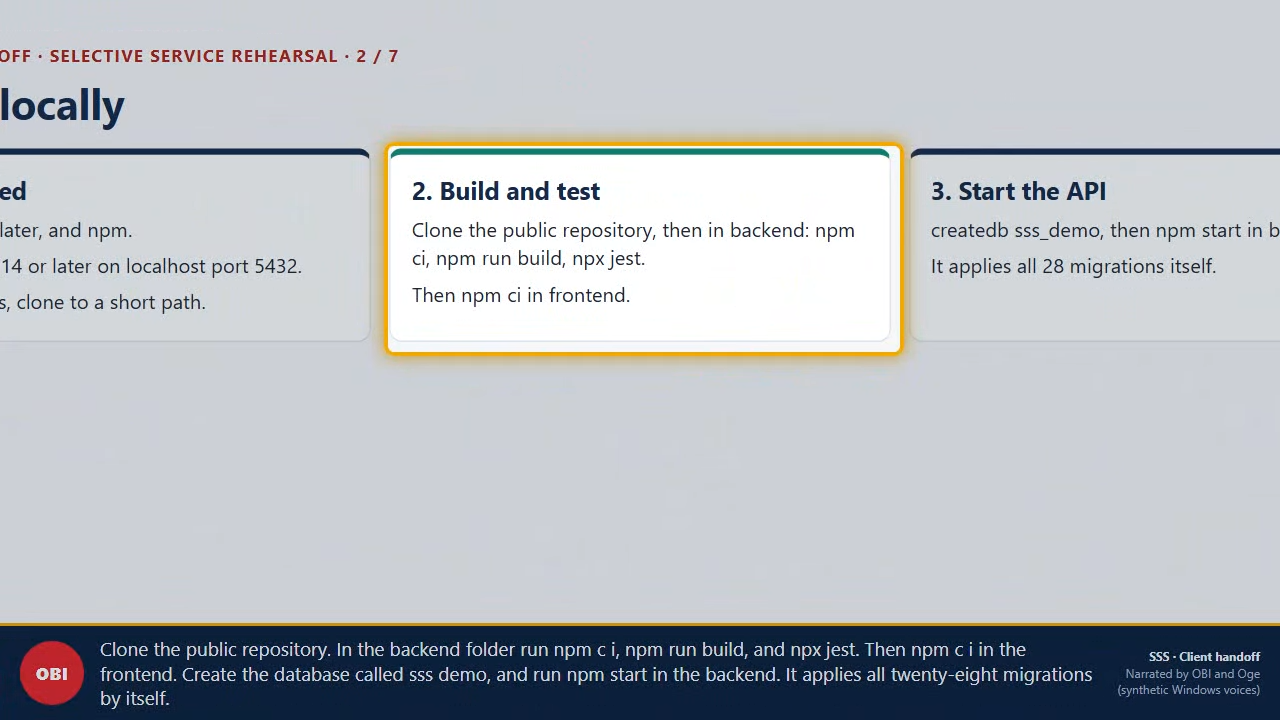 OFF · SELECTIVE SERVICE REHEARSAL · 2 / 7
locally
ed
later, and npm.
14 or later on localhost port 5432.
s, clone to a short path.
2. Build and test
Clone the public repository, then in backend: npm
ci, npm run build, npx jest.
Then npm ci in frontend.
3. Start the API
createdb sss_demo, then npm start in b
It applies all 28 migrations itself.
OBI
Clone the public repository. In the backend folder run npm c i, npm run build, and npx jest. Then npm c i in the
frontend. Create the database called sss demo, and run npm start in the backend. It applies all twenty-eight migrations
by itself.
SSS · Client handoff
Narrated by OBI and Oge
(synthetic Windows voices)